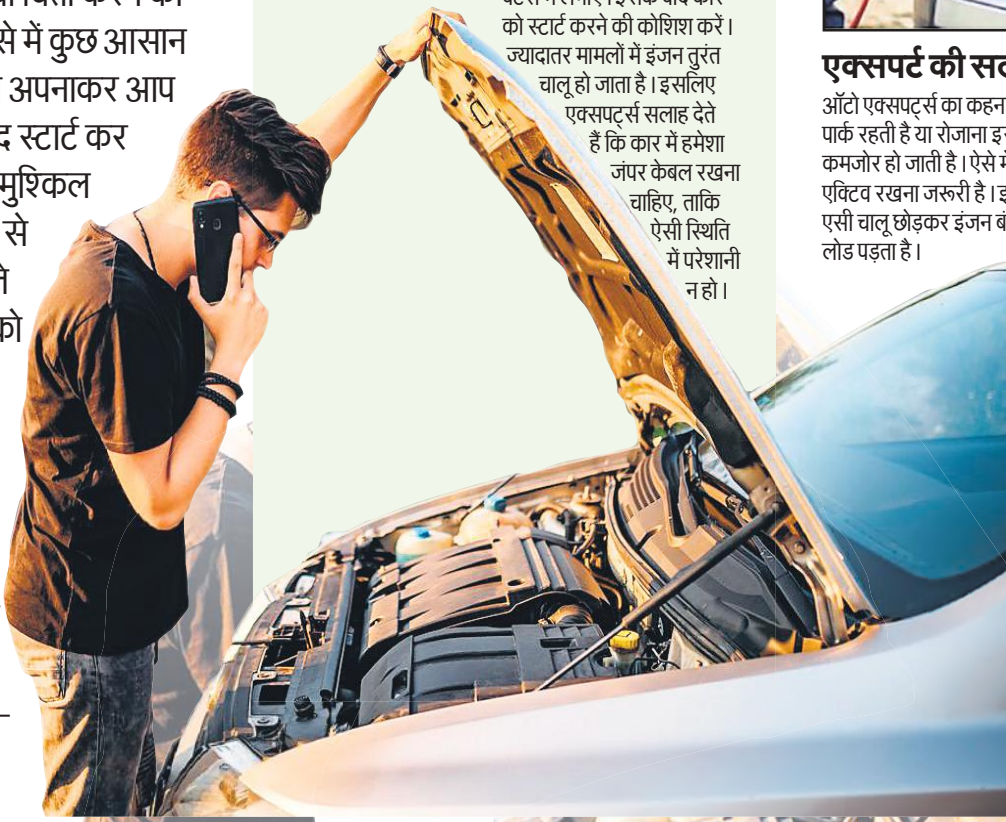 से में कुछ आसान
अपनाकर आप
स्टार्ट कर
मुश्किल
से
को
को स्टार्ट करने की कोशिश करें।
ज्यादातर मामलों में इंजन तुरंत
चालू हो जाता है। इसलिए
एक्सपर्ट्स सलाह देते
हैं कि कार में हमेशा
जंपर केबल रखना
चाहिए, ताकि
ऐसी स्थिति
में परेशानी
न हो।
एक्सपर्ट की
ऑटो एक्सपर्ट्स का कहन
पार्क रहती है या रोजाना
कमजोर हो जाती है। ऐसे
एक्टिव रखना जरूरी है।
एसी चालू छोड़कर इंजन
लोड पड़ता है।